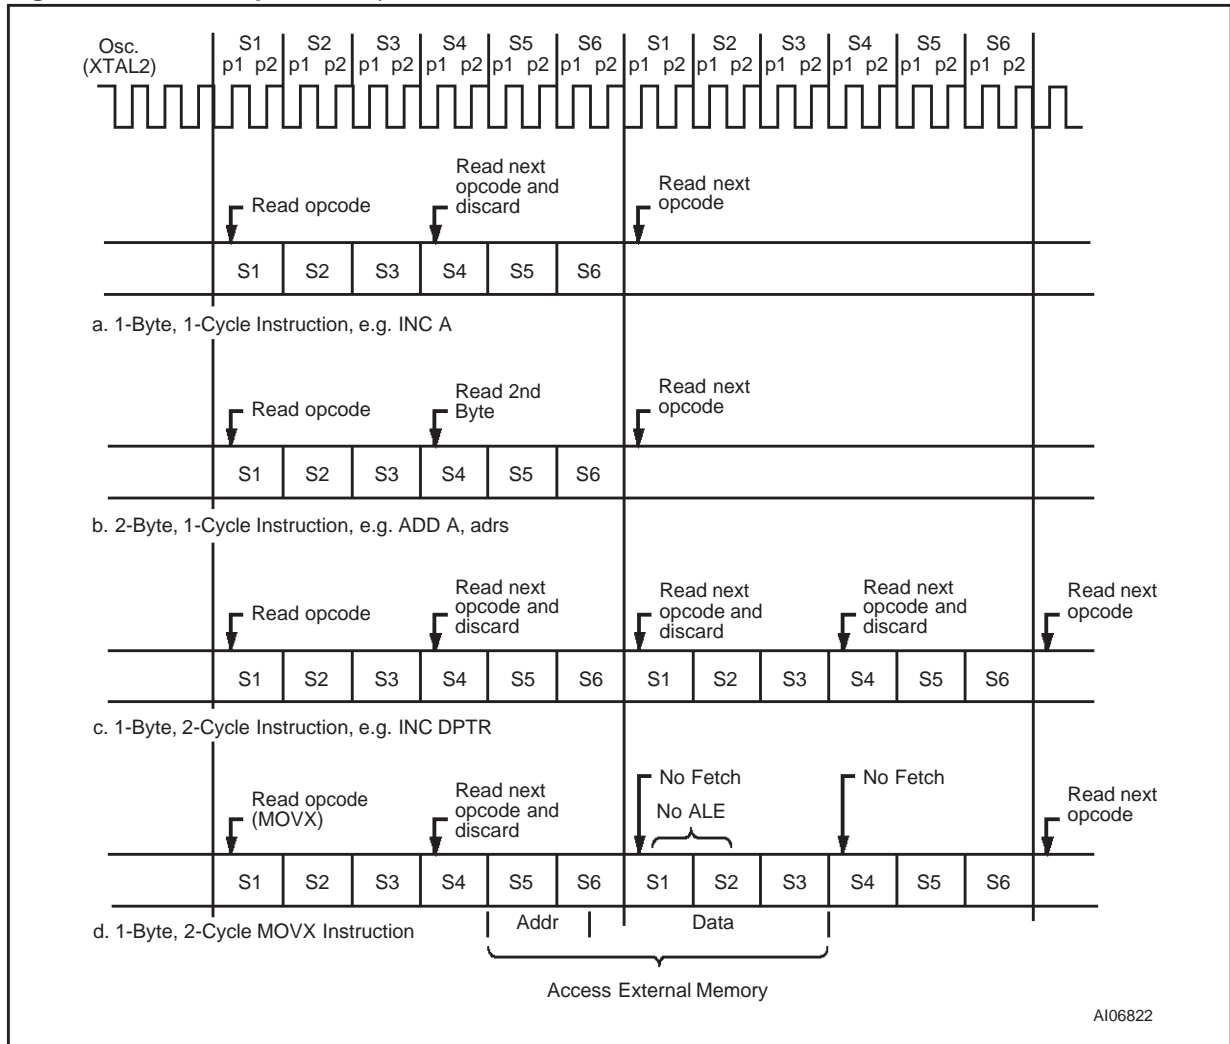 Osc.
(XTAL2)
S1 S2 S3 S4 S5 S6 S1 S2 S3 S4 S5 S6
p1 p2 p1 p2 p1 p2 p1 p2 p1 p2 p1 p2 p1 p2 p1 p2 p1 p2 p1 p2 p1 p2 p1 p2
Read opcode
Read next
opcode and
discard
Read next
opcode
S1 S2 S3 S4 S5 S6
a. 1-Byte, 1-Cycle Instruction, e.g. INC A
Read opcode
Read 2nd
Byte
Read next
opcode
S1 S2 S3 S4 S5 S6
b. 2-Byte, 1-Cycle Instruction, e.g. ADD A, adrs
Read opcode
Read next
opcode and
discard
Read next
opcode and
discard
Read next
opcode and
discard
Read next
opcode
S1 S2 S3 S4 S5 S6 S1 S2 S3 S4 S5 S6
c. 1-Byte, 2-Cycle Instruction, e.g. INC DPTR
Read opcode
(MOVX)
Read next
opcode and
discard
No Fetch
No ALE
No Fetch
Read next
opcode
S1 S2 S3 S4 S5 S6 S1 S2 S3 S4 S5 S6
Addr Data
d. 1-Byte, 2-Cycle MOVX Instruction
Access External Memory
AI06822